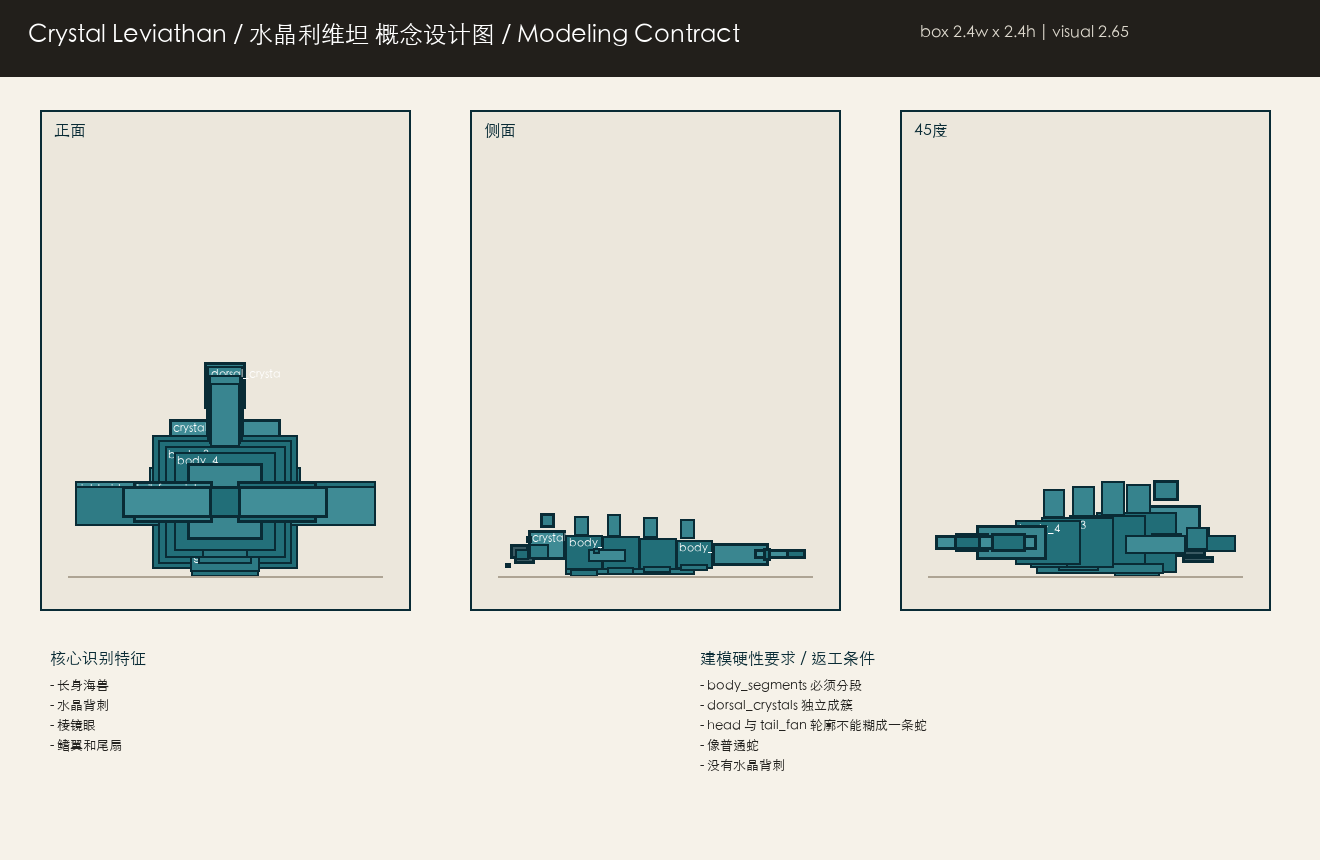 Crystal Leviathan / 水晶利维坦 概念设计图 / Modeling Contract
box 2.4w x 2.4h | visual 2.65
正面
dorsal_crysta
crysta
body_4
侧面
crysta
body_
body_
45度
_4
3
核心识别特征
- 长身海兽
- 水晶背刺
- 棱镜眼
- 鳍翼和尾扇
建模硬性要求 / 返工条件
- body_segments 必须分段
- dorsal_crystals 独立成簇
- head 与 tail_fan 轮廓不能糊成一条蛇
- 像普通蛇
- 没有水晶背刺